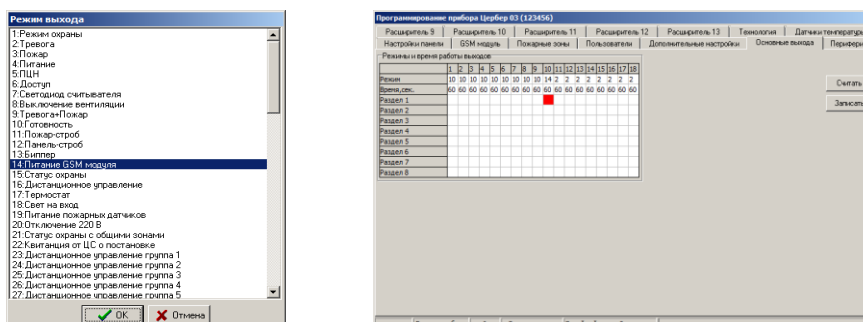 Режим выхода
1:Режим охраны
2:Тревога
3:Пожар
4:Питание
5:ПЦН
6:Доступ
7:Светодиод считывателя
8:Выключение вентиляции
9:Тревога+Пожар
10:Готовность
11:Пожар-строб
12:Панель-строб
13:Биппер
14:Питание GSM модуля
15:Статус охраны
16:Дистанционное управление
17:Термостат
18:Свет на вход
19:Питание пожарных датчиков
20:Отключение 220 В
21:Статус охраны с общими зонами
22:Квитанция от ЦС о постановке
23:Дистанционное управление группа 1
24:Дистанционное управление группа 2
25:Дистанционное управление группа 3
26:Дистанционное управление группа 4
27:Дистанционное управление группа 5
OK Отмена
Программирование прибора Цербер 03 (123456)
Расширитель 9 Расширитель 10 Расширитель 11 Расширитель 12 Расширитель 13 Технология Датчики температуры
Настройки панели GSM модуль Пожарные зоны Пользователи Дополнительные настройки Основные выхода Перифери
Режимы и время работы выходов
1 2 3 4 5 6 7 8 9 10 11 12 13 14 15 16 17 18
Режим 10 10 10 10 10 10 10 10 10 14 2 2 2 2 2 2 2 2
Время,сек. 60 60 60 60 60 60 60 60 60 60 60 60 60 60 60 60 60 60
Раздел 1
Раздел 2
Раздел 3
Раздел 4
Раздел 5
Раздел 6
Раздел 7
Раздел 8
Считать
Записать